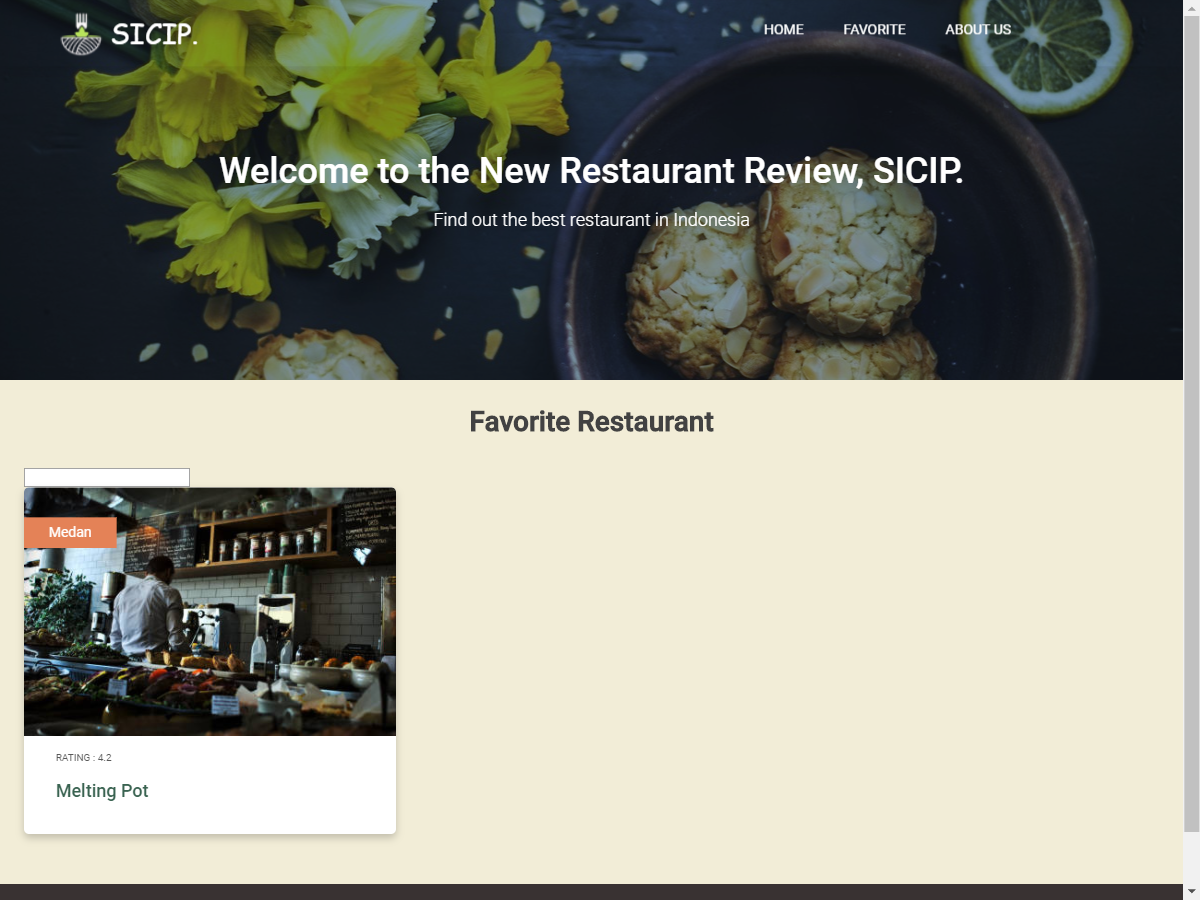 SICIP.
HOME
FAVORITE
ABOUT US
Welcome to the New Restaurant Review, SICIP.
Find out the best restaurant in Indonesia
Favorite Restaurant
Medan
RATING : 4.2
Melting Pot